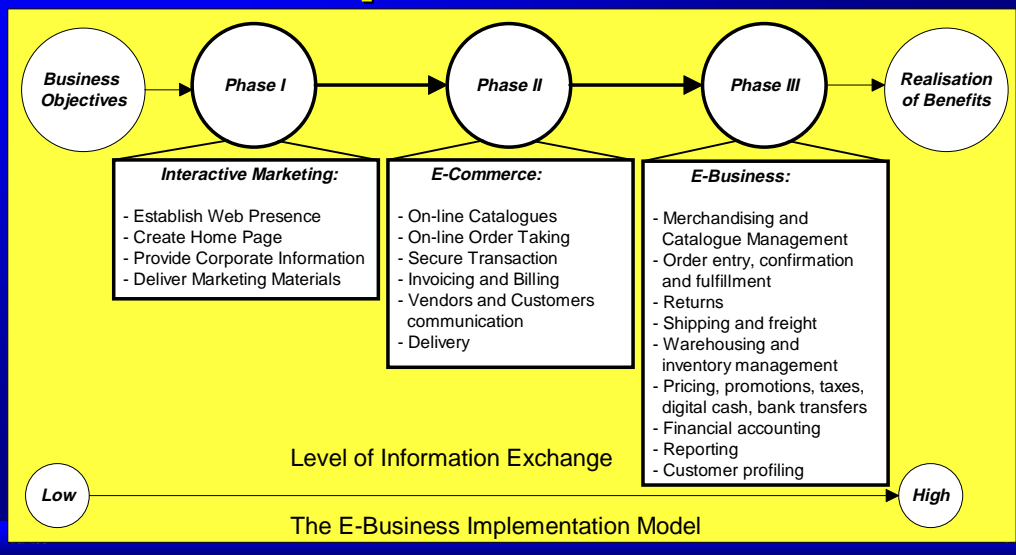 Business
Objectives
Phase I
Phase II
Phase III
Realisation
of Benefits
Interactive Marketing:
- Establish Web Presence
- Create Home Page
- Provide Corporate Information
- Deliver Marketing Materials
E-Commerce:
- On-line Catalogues
- On-line Order Taking
- Secure Transaction
- Invoicing and Billing
- Vendors and Customers
communication
- Delivery
E-Business:
- Merchandising and
Catalogue Management
- Order entry, confirmation
and fulfillment
- Returns
- Shipping and freight
- Warehousing and
inventory management
- Pricing, promotions, taxes,
digital cash, bank transfers
- Financial accounting
- Reporting
- Customer profiling
Level of Information Exchange
Low
High
The E-Business Implementation Model